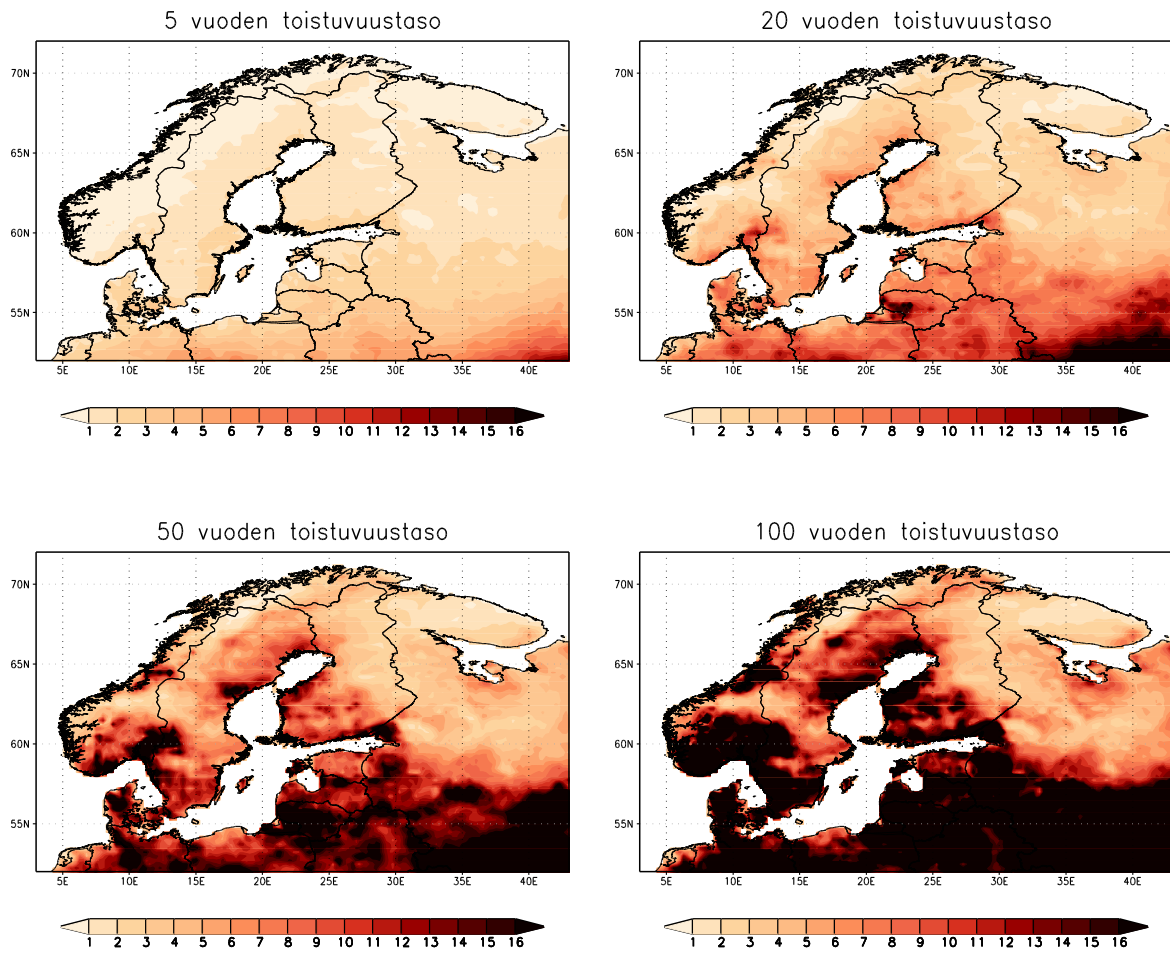 5 vuoden toistuvuustaso
20 vuoden toistuvuustaso
70N
65N
60N
55N
5E 10E 15E 20E 25E 30E 35E 40E
70N
65N
60N
55N
5E 10E 15E 20E 25E 30E 35E 40E
1 2 3 4 5 6 7 8 9 10 11 12 13 14 15 16
1 2 3 4 5 6 7 8 9 10 11 12 13 14 15 16
50 vuoden toistuvuustaso
100 vuoden toistuvuustaso
70N
65N
60N
55N
5E 10E 15E 20E 25E 30E 35E 40E
70N
65N
60N
55N
5E 10E 15E 20E 25E 30E 35E 40E
1 2 3 4 5 6 7 8 9 10 11 12 13 14 15 16
1 2 3 4 5 6 7 8 9 10 11 12 13 14 15 16